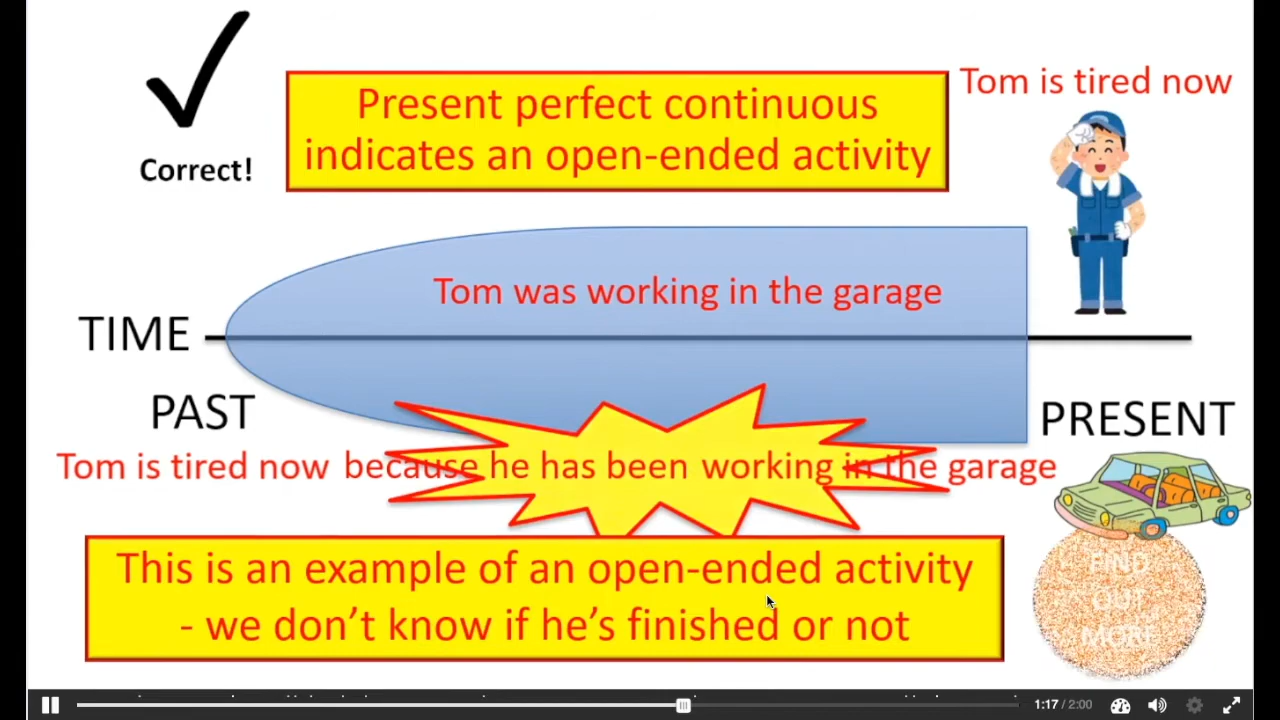 Tom is tired now
Present perfect continuous
indicates an open-ended activity
Correct!
Tom was working in the garage
TIME
PAST
PRESENT
Tom is tired now because he has been working in the garage
This is an example of an open-ended activity
- we don't know if he's finished or not
FIND
OUT
MORE
1:17 / 2:00